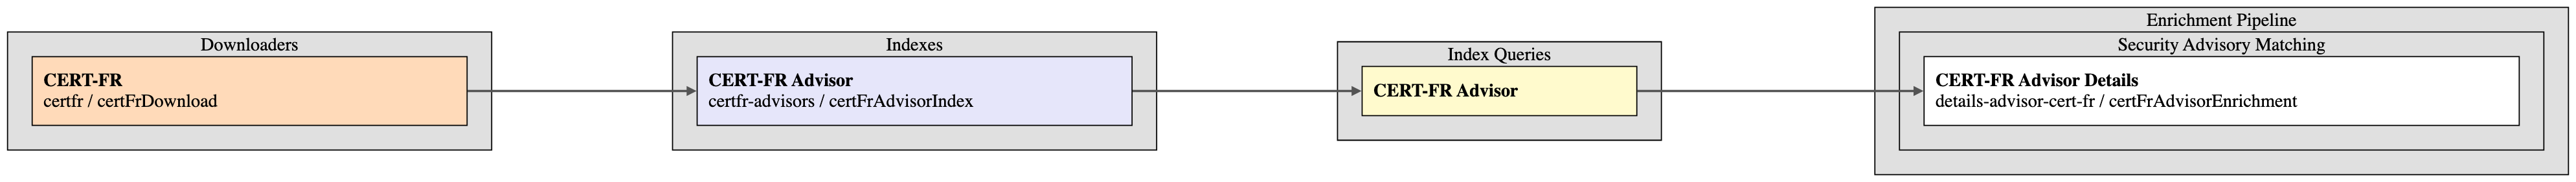 Downloaders
CERT-FR
certfr / certFrDownload
Indexes
CERT-FR Advisor
certfr-advisors / certFrAdvisorIndex
Index Queries
CERT-FR Advisor
Enrichment Pipeline
Security Advisory Matching
CERT-FR Advisor Details
details-advisor-cert-fr / certFrAdvisorEnrichment